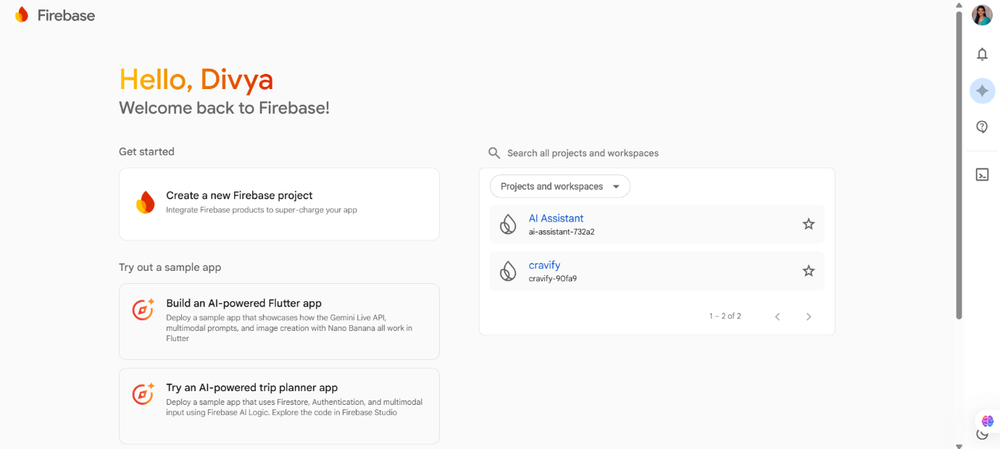 Firebase
Hello, Divya
Welcome back to Firebase!
Get started
Create a new Firebase project
Integrate Firebase products to super-charge your app
Try out a sample app
Build an AI-powered Flutter app
Deploy a sample app that showcases how the Gemini Live API,
multimodal prompts, and image creation with Nano Banana all work in
Flutter
Try an AI-powered trip planner app
Deploy a sample app that uses Firestore, Authentication, and multimodal
input using Firebase AI Logic. Explore the code in Firebase Studio
Search all projects and workspaces
Projects and workspaces
AI Assistant
ai-assistant-732a2
cravify
cravify-90fa9
1 – 2 of 2